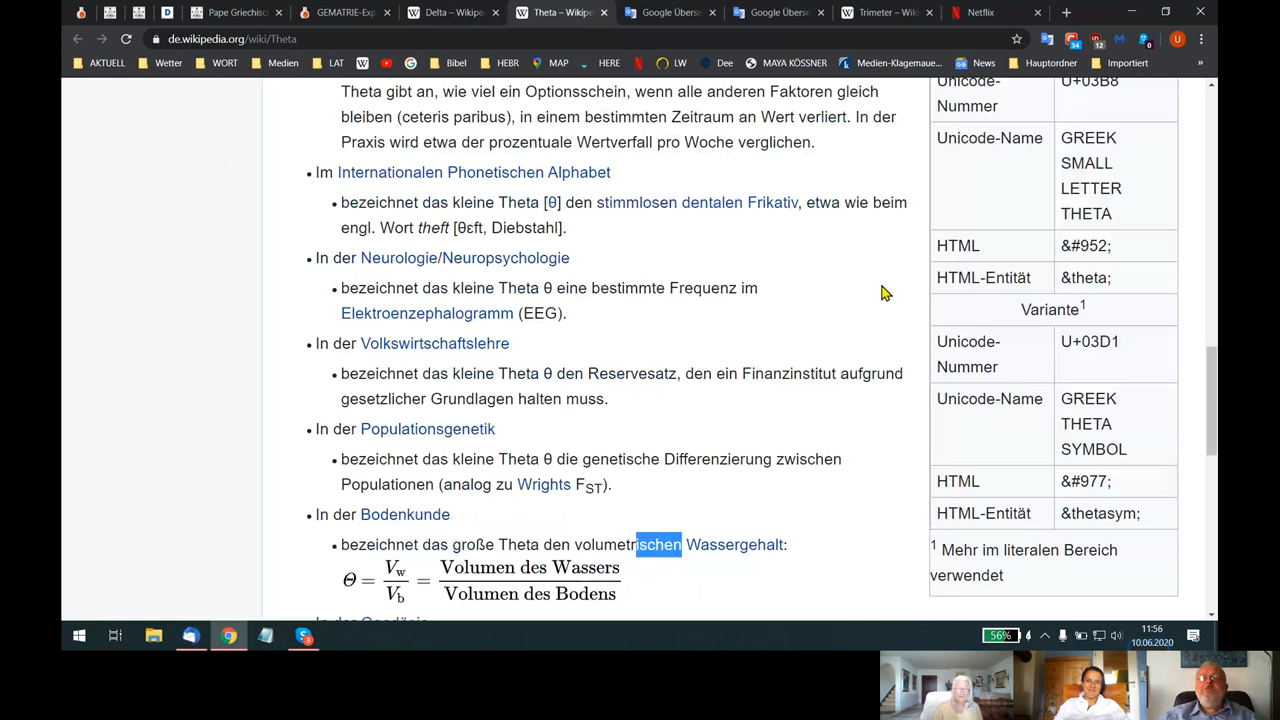 Pape Griechisc
GEMATRIE-Exp
Delta – Wikipe
Theta – Wikipe
Google Überse
Google Überse
Trimeter – Wik
Netflix
de.wikipedia.org/wiki/Theta
34
12
0
U
AKTUELL
Wetter
WORT
Medien
LAT
Bibel
HEBR
MAP
HERE
LW
Dee
MAYA KÖSSNER
Medien-Klagemaue...
News
Hauptordner
Importiert
»
Theta gibt an, wie viel ein Optionsschein, wenn alle anderen Faktoren gleich
bleiben (ceteris paribus), in einem bestimmten Zeitraum an Wert verliert. In der
Praxis wird etwa der prozentuale Wertverfall pro Woche verglichen.
• Im Internationalen Phonetischen Alphabet
• bezeichnet das kleine Theta [θ] den stimmlosen dentalen Frikativ, etwa wie beim
engl. Wort theft [θɛft, Diebstahl].
• In der Neurologie/Neuropsychologie
• bezeichnet das kleine Theta θ eine bestimmte Frequenz im
Elektroenzephalogramm (EEG).
• In der Volkswirtschaftslehre
• bezeichnet das kleine Theta θ den Reservesatz, den ein Finanzinstitut aufgrund
gesetzlicher Grundlagen halten muss.
• In der Populationsgenetik
• bezeichnet das kleine Theta θ die genetische Differenzierung zwischen
Populationen (analog zu Wrights FST).
• In der Bodenkunde
• bezeichnet das große Theta den volumetrischen Wassergehalt:
Θ = Vw/Vb = Volumen des Wassers/Volumen des Bodens
Unicode-
Nummer
U+03B8
Unicode-Name
GREEK
SMALL
LETTER
THETA
HTML
&#952;
HTML-Entität
&theta;
Variante1
Unicode-
Nummer
U+03D1
Unicode-Name
GREEK
THETA
SYMBOL
HTML
&#977;
HTML-Entität
&thetasym;
1 Mehr im literalen Bereich
verwendet
3
56%
11:56
10.06.2020